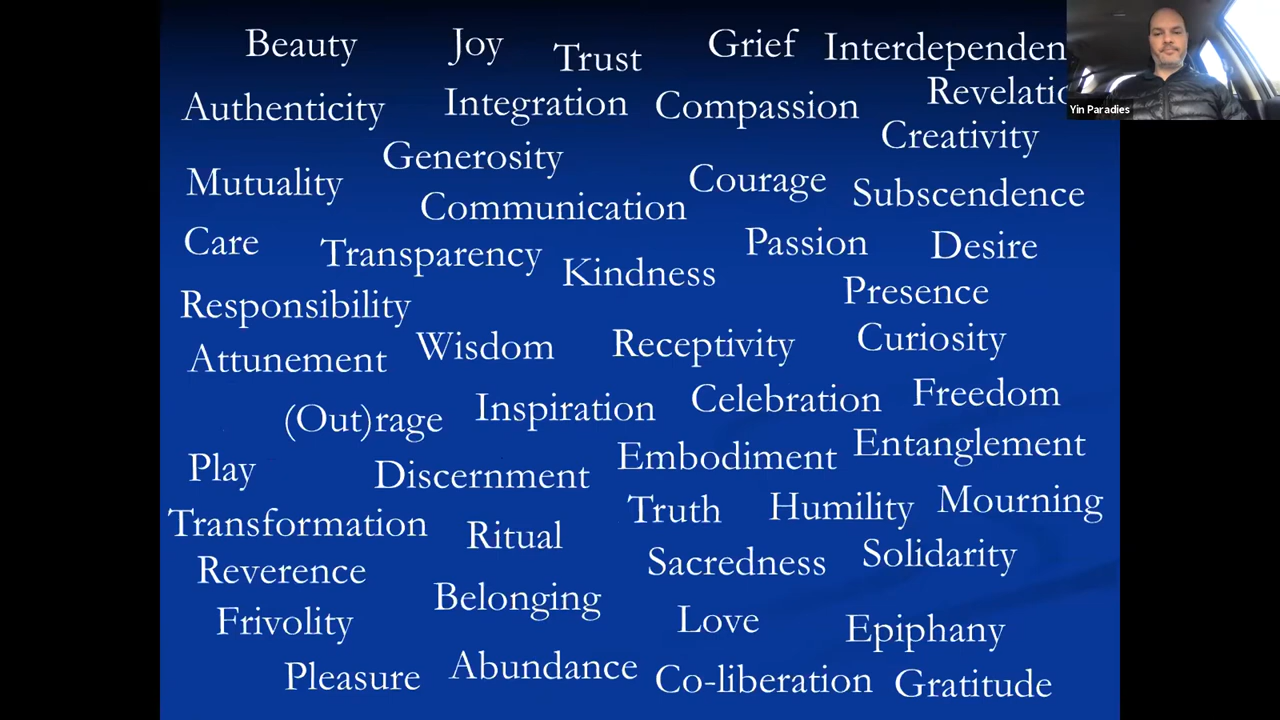 Beauty Joy Trust Grief Interdependen
Yin Paradies
Authenticity Integration Compassion Revelatio
Generosity Creativity
Mutuality Communication Courage Subscendence
Care Transparency Kindness Passion Desire
Responsibility Presence
Attunement Wisdom Receptivity Curiosity
(Out)rage Inspiration Celebration Freedom
Play Discernment Embodiment Entanglement
Transformation Ritual Truth Humility Mourning
Reverence Sacredness Solidarity
Frivolity Belonging Love Epiphany
Pleasure Abundance Co-liberation Gratitude